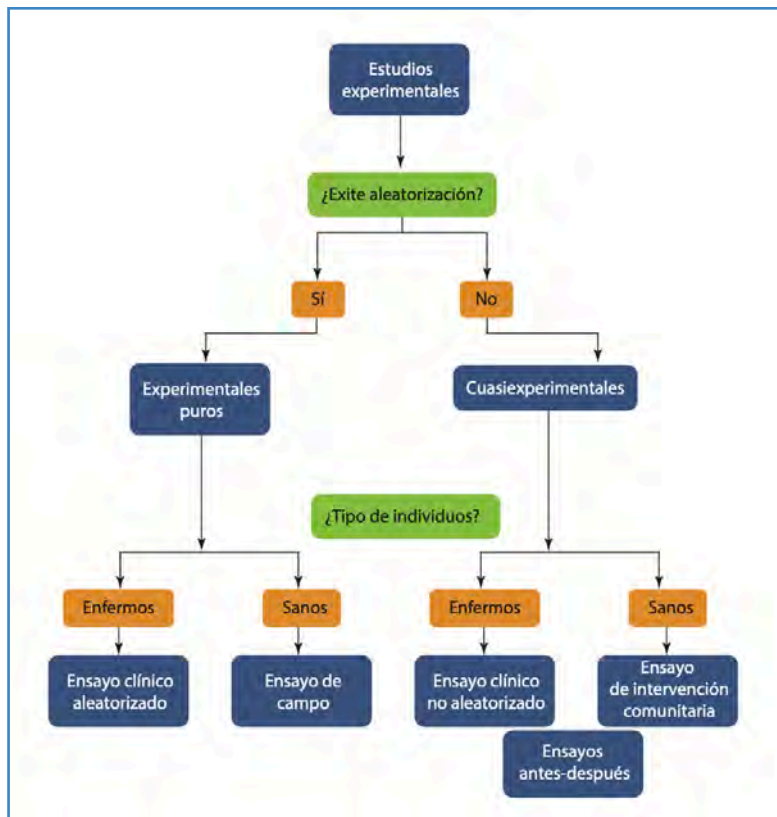 Estudios
experimentales
¿Exite aleatorización?
Sí
No
Experimentales
puros
Cuasiexperimentales
¿Tipo de individuos?
Enfermos
Sanos
Enfermos
Sanos
Ensayo clínico
aleatorizado
Ensayo de
campo
Ensayo clínico
no aleatorizado
Ensayo
de intervención
comunitaria
Ensayos
antes-después